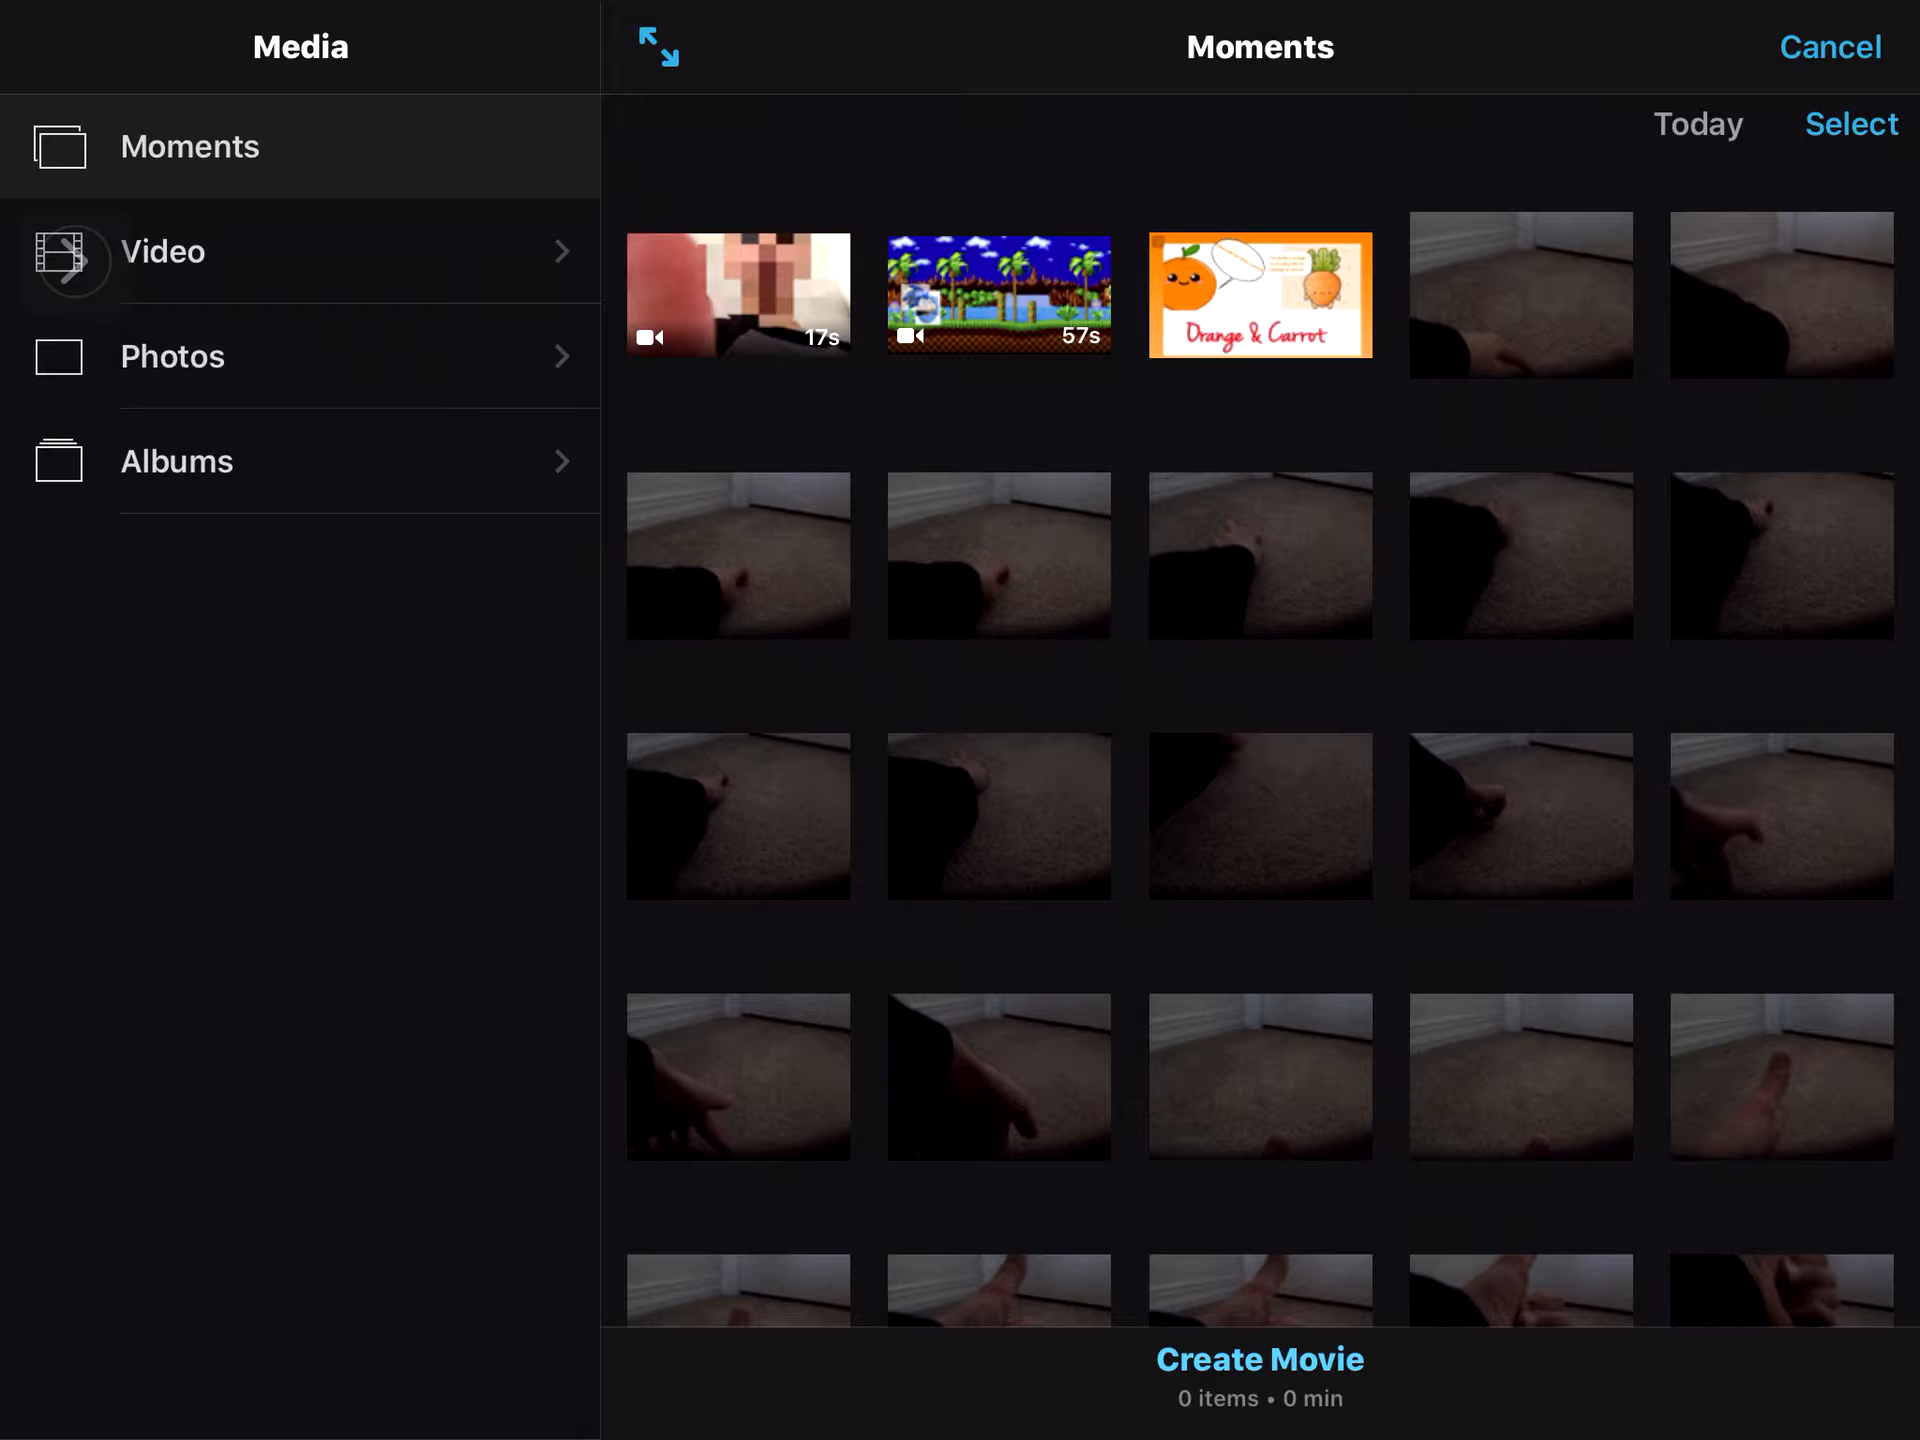 Media
Moments
Cancel
Moments
Today
Select
Video
Photos
Albums
17s
57s
Orange & Carrot
Create Movie
0 items • 0 min